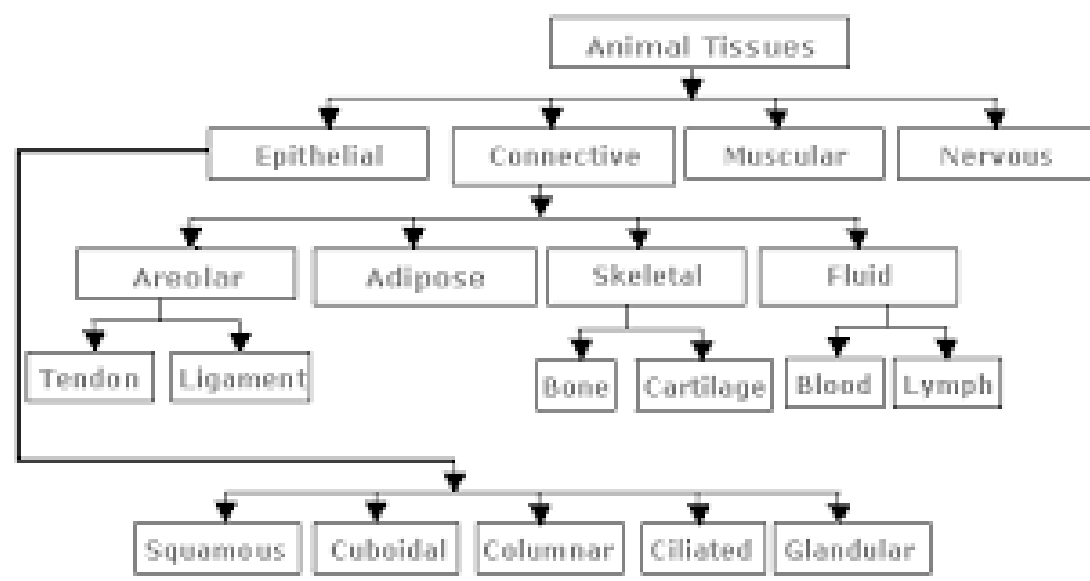 Animal Tissues
Epithelial
Connective
Muscular
Nervous
Areolar
Adipose
Skeletal
Fluid
Tendon
Ligament
Bone
Cartilage
Blood
Lymph
Squamous
Cuboidal
Columnar
Ciliated
Glandular